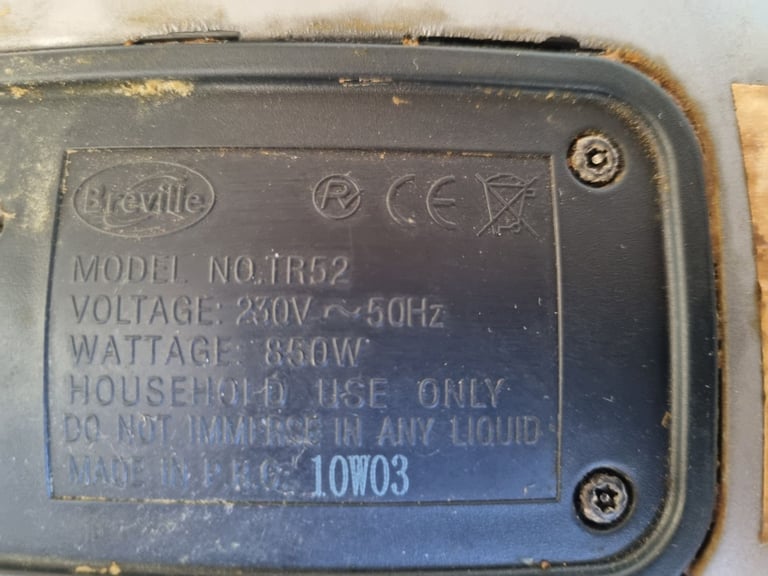 Breville
CE
MODEL NO.TR52
VOLTAGE: 230V ~ 50Hz
WATTAGE: 850W
HOUSEHOLD USE ONLY
DO NOT IMMERSE IN ANY LIQUID
MADE IN P.R.C. 10W03